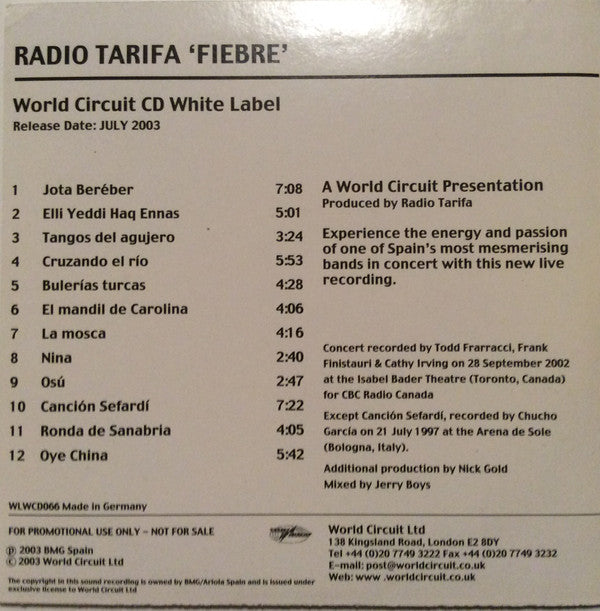 RADIO TARIFA ‘FIEBRE’
World Circuit CD White Label
Release Date: JULY 2003
1 Jota Beréber 7:08
2 Elli Yeddi Haq Ennas 5:01
3 Tangos del agujero 3:24
4 Cruzando el río 5:53
5 Bulerías turcas 4:28
6 El mandil de Carolina 4:06
7 La mosca 4:16
8 Nina 2:40
9 Osú 2:47
10 Canción Sefardí 7:22
11 Ronda de Sanabria 4:05
12 Oye China 5:42
A World Circuit Presentation
Produced by Radio Tarifa
Experience the energy and passion
of one of Spain's most mesmerising
bands in concert with this new live
recording.
Concert recorded by Todd Frarracci, Frank
Finistauri & Cathy Irving on 28 September 2002
at the Isabel Bader Theatre (Toronto, Canada)
for CBC Radio Canada
Except Canción Sefardí, recorded by Chucho
García on 21 July 1997 at the Arena de Sole
(Bologna, Italy).
Additional production by Nick Gold
Mixed by Jerry Boys
WLWCD066 Made in Germany
FOR PROMOTIONAL USE ONLY – NOT FOR SALE
℗ 2003 BMG Spain
© 2003 World Circuit Ltd
The copyright in this sound recording is owned by BMG/Ariola Spain and is issued under
exclusive license to World Circuit Ltd
World Circuit Ltd
138 Kingsland Road, London E2 8DY
Tel +44 (0)20 7749 3222 Fax +44 (0)20 7749 3232
E-mail: post@worldcircuit.co.uk
Web: www .worldcircuit.co.uk